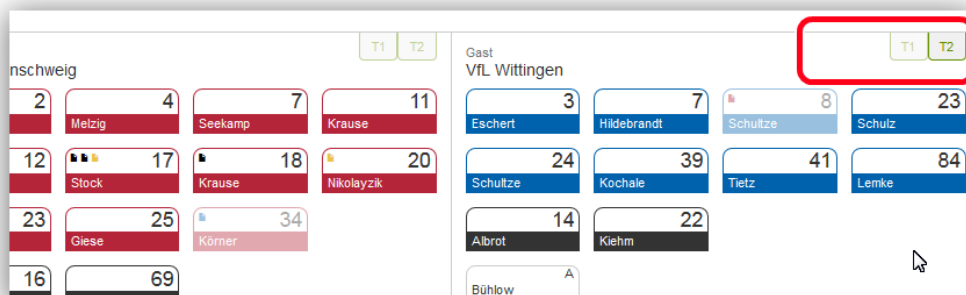 T1 T2
nschweig
2 4 7 11
Melzig Seekamp Krause
12 17 18 20
Stock Krause Nikolayzik
23 25 34
Giese Körner
16 69
Gast
T1 T2
VfL Wittingen
3 7 8 23
Eschert Hildebrandt Schultze Schulz
24 39 41 84
Schultze Kochale Tietz Lemke
14 22
Albrot Kiehm
A
Bühlow